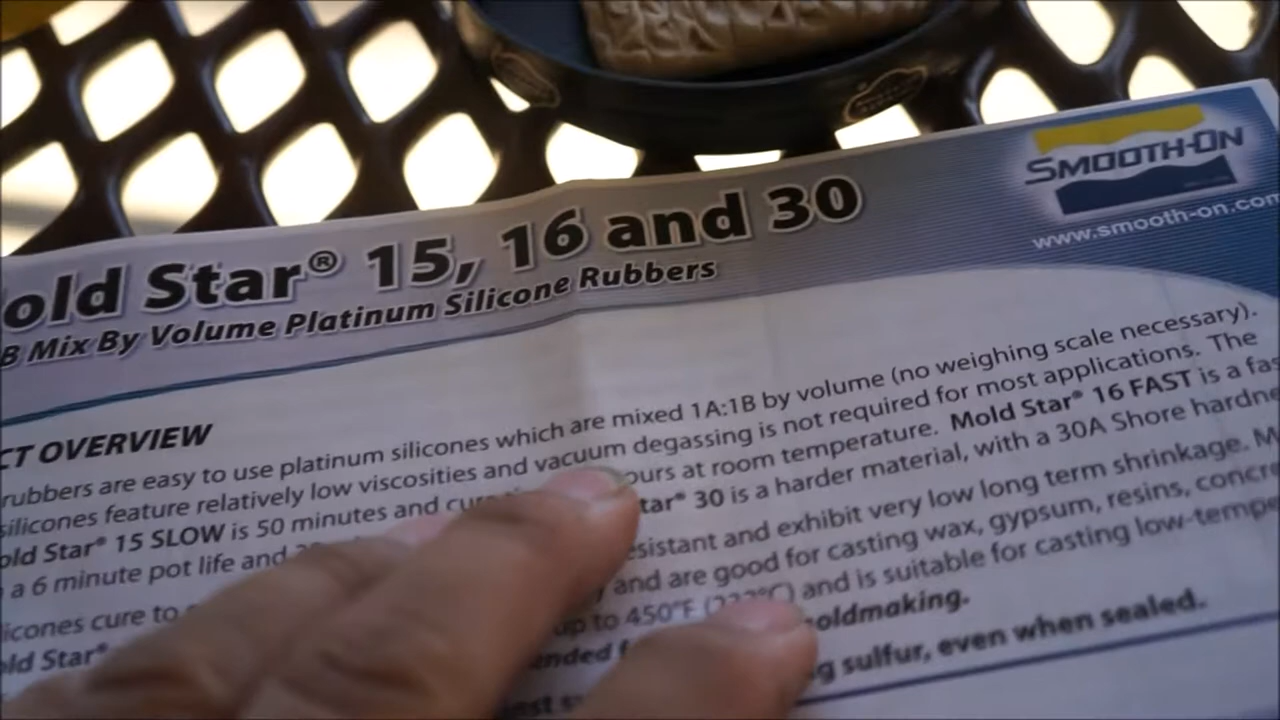 SMOOTH-ON
www.smooth-on.com
old Star® 15, 16 and 30
B Mix By Volume Platinum Silicone Rubbers
CT OVERVIEW
rubbers are easy to use platinum silicones which are mixed 1A:1B by volume (no weighing scale necessary).
silicones feature relatively low viscosities and vacuum degassing is not required for most applications. The
old Star® 15 SLOW is 50 minutes and ours at room temperature. Mold Star® 16 FAST is a fas
a 6 minute pot life and tar® 30 is a harder material, with a 30A Shore hardne
icones cure to esistant and exhibit very low long term shrinkage. M
ld Star® and are good for casting wax, gypsum, resins, concre
up to 450°F (232°C) and is suitable for casting low-tempe
ended f oldmaking.
g sulfur, even when sealed.